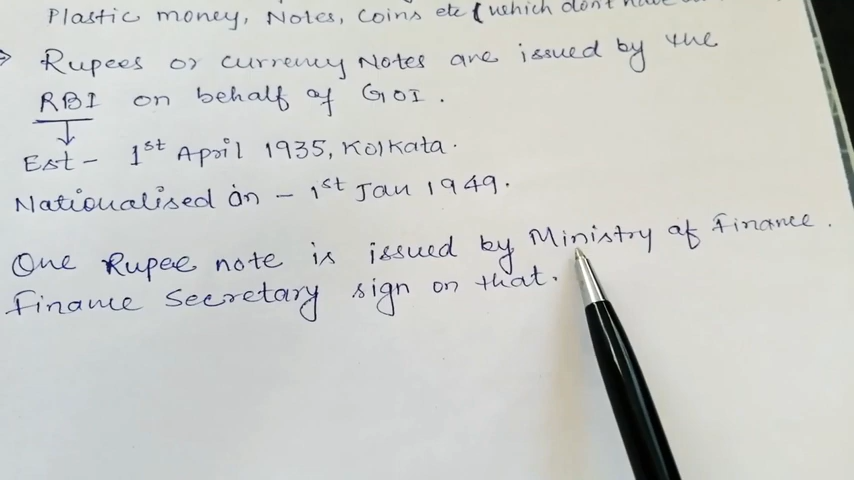 Plastic money, Notes, Coins etc (which don't have
Rupees or currency Notes are issued by the
RBI on behalf of GOI.
Est - 1st April 1935, Kolkata.
Nationalised on - 1st Jan 1949.
One Rupee note is issued by Ministry of Finance.
Finance Secretary sign on that.